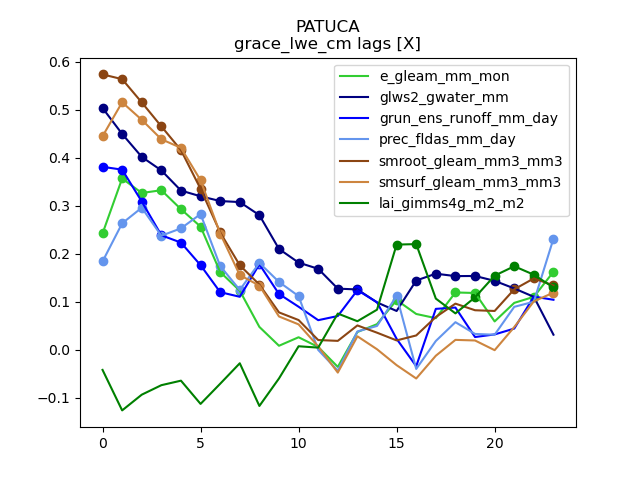 PATUCA
grace_lwe_cm lags [X]
e_gleam_mm_mon
glws2_gwater_mm
grun_ens_runoff_mm_day
prec_fldas_mm_day
smroot_gleam_mm3_mm3
smsurf_gleam_mm3_mm3
lai_gimms4g_m2_m2
0.6
0.5
0.4
0.3
0.2
0.1
0.0
−0.1
0
5
10
15
20